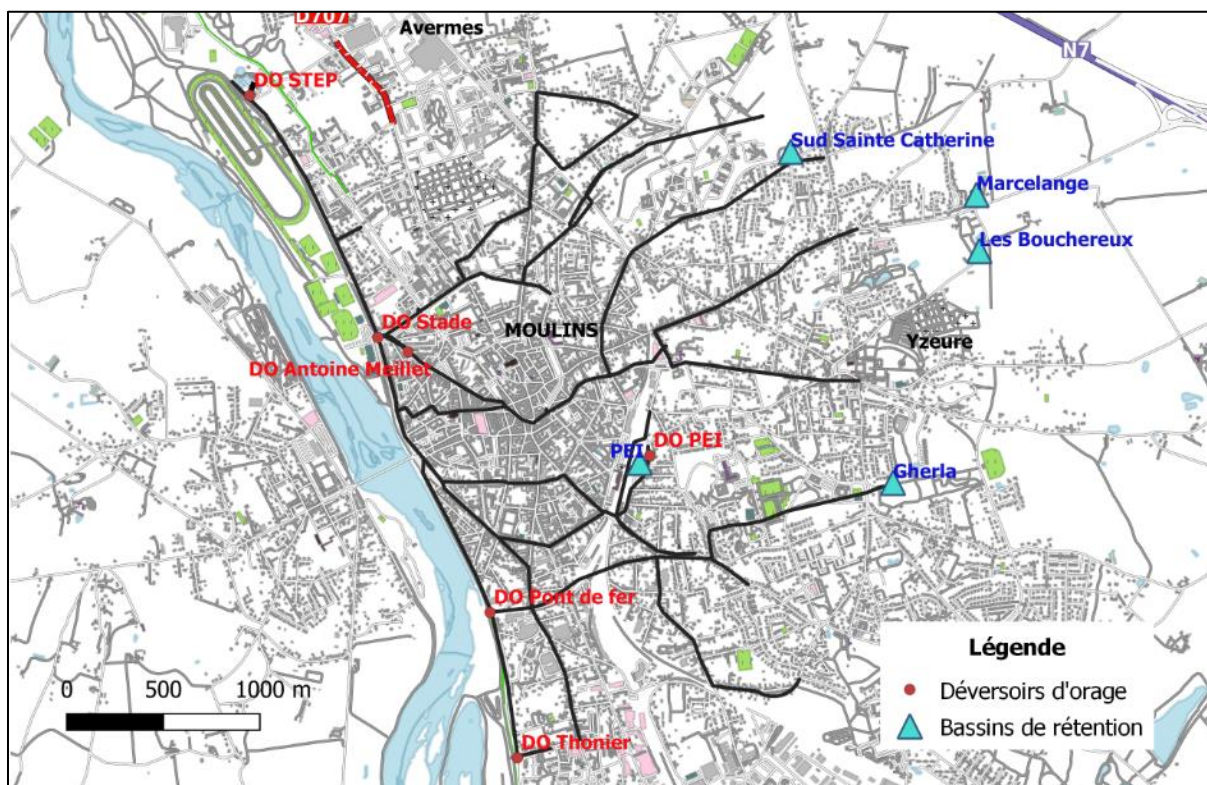 D707
Avermes
N7
DO STEP
Sud Sainte Catherine
Marcelange
Les Bouchereux
DO Stade
MOULINS
Yzeure
DO Antoine Meillet
DO PEI
PEI
Gherla
DO Pont de fer
Légende
0 500 1000 m
Déversoirs d'orage
Bassins de rétention
DO Thonier